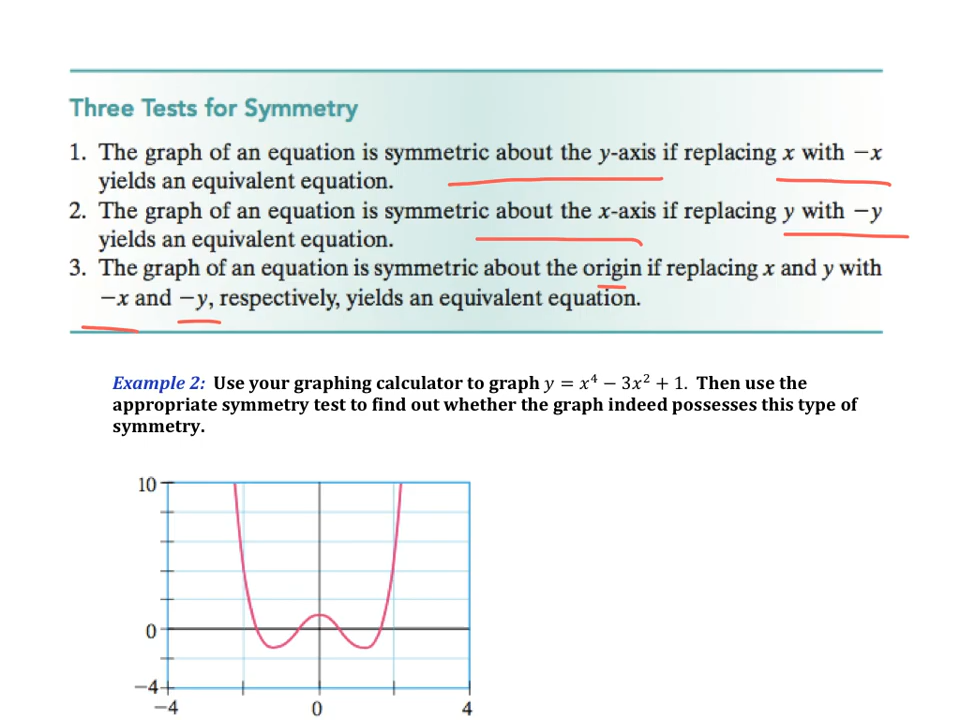 Three Tests for Symmetry
1. The graph of an equation is symmetric about the y-axis if replacing x with −x
yields an equivalent equation.
2. The graph of an equation is symmetric about the x-axis if replacing y with −y
yields an equivalent equation.
3. The graph of an equation is symmetric about the origin if replacing x and y with
−x and −y, respectively, yields an equivalent equation.
Example 2: Use your graphing calculator to graph y = x⁴ − 3x² + 1. Then use the
appropriate symmetry test to find out whether the graph indeed possesses this type of
symmetry.
10
0
−4
−4 0 4